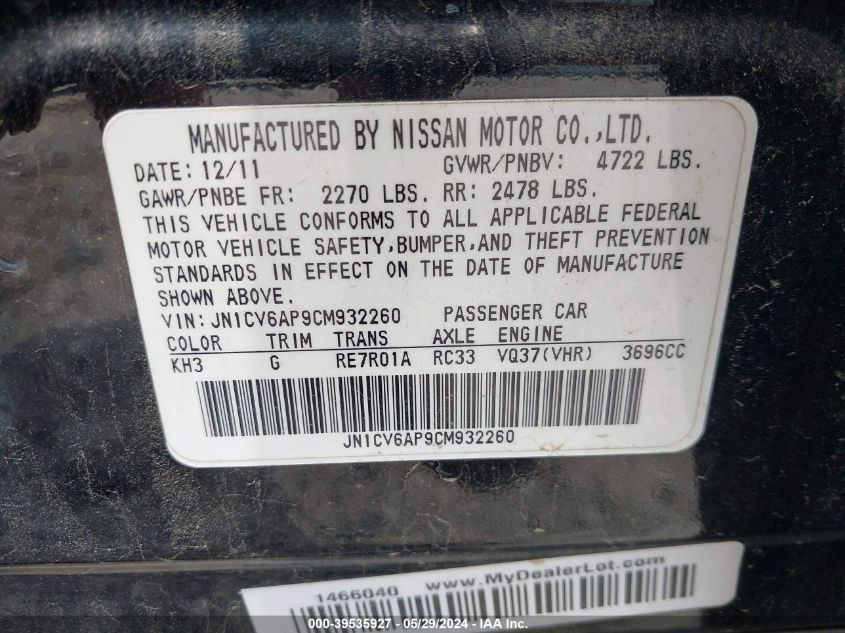 MANUFACTURED BY NISSAN MOTOR CO.,LTD.
DATE: 12/11 GVWR/PNBV: 4722 LBS.
GAWR/PNBE FR: 2270 LBS. RR: 2478 LBS.
THIS VEHICLE CONFORMS TO ALL APPLICABLE FEDERAL
MOTOR VEHICLE SAFETY,BUMPER,AND THEFT PREVENTION
STANDARDS IN EFFECT ON THE DATE OF MANUFACTURE
SHOWN ABOVE.
VIN:JN1CV6AP9CM932260 PASSENGER CAR
COLOR TRIM TRANS AXLE ENGINE
KH3 G RE7R01A RC33 VQ37(VHR) 3696CC
JN1CV6AP9CM932260
1466040 www.MyDealerLot.com
000-39535927 - 05/29/2024 - IAA Inc.